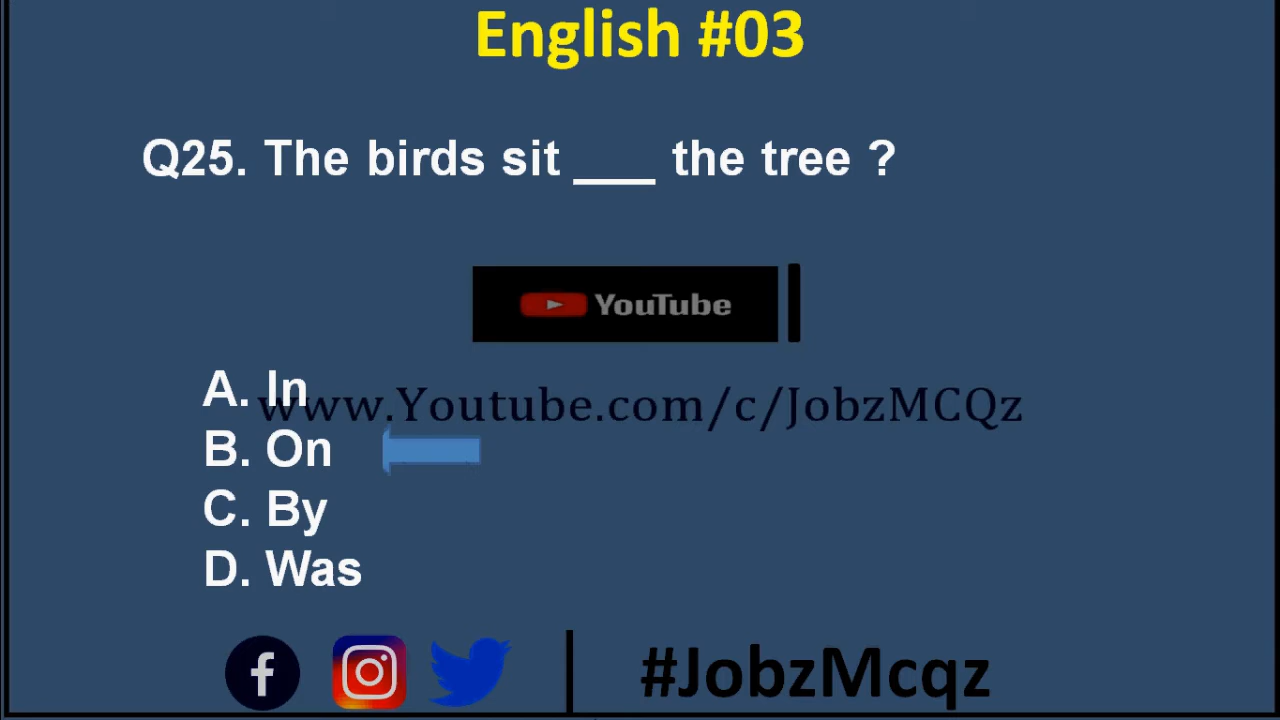 English #03
Q25. The birds sit ___ the tree ?
YouTube
A. In
www.Youtube.com/c/JobzMCQz
B. On
C. By
D. Was
#JobzMcqz